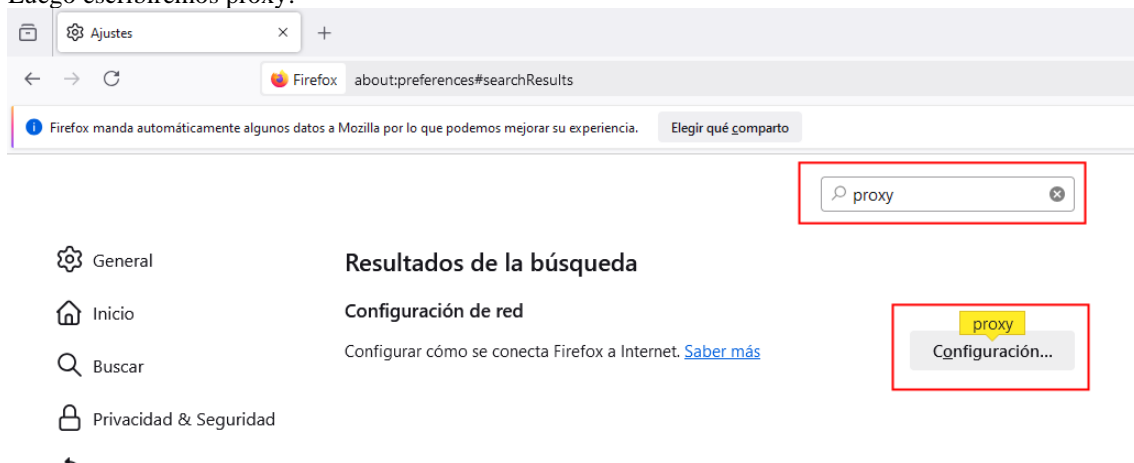 Luego escribiremos proxy:
Ajustes
Firefox about:preferences#searchResults
Firefox manda automáticamente algunos datos a Mozilla por lo que podemos mejorar su experiencia. Elegir qué comparto
proxy
General
Resultados de la búsqueda
Inicio
Configuración de red
proxy
Configurar cómo se conecta Firefox a Internet. Saber más
Configuración...
Buscar
Privacidad & Seguridad